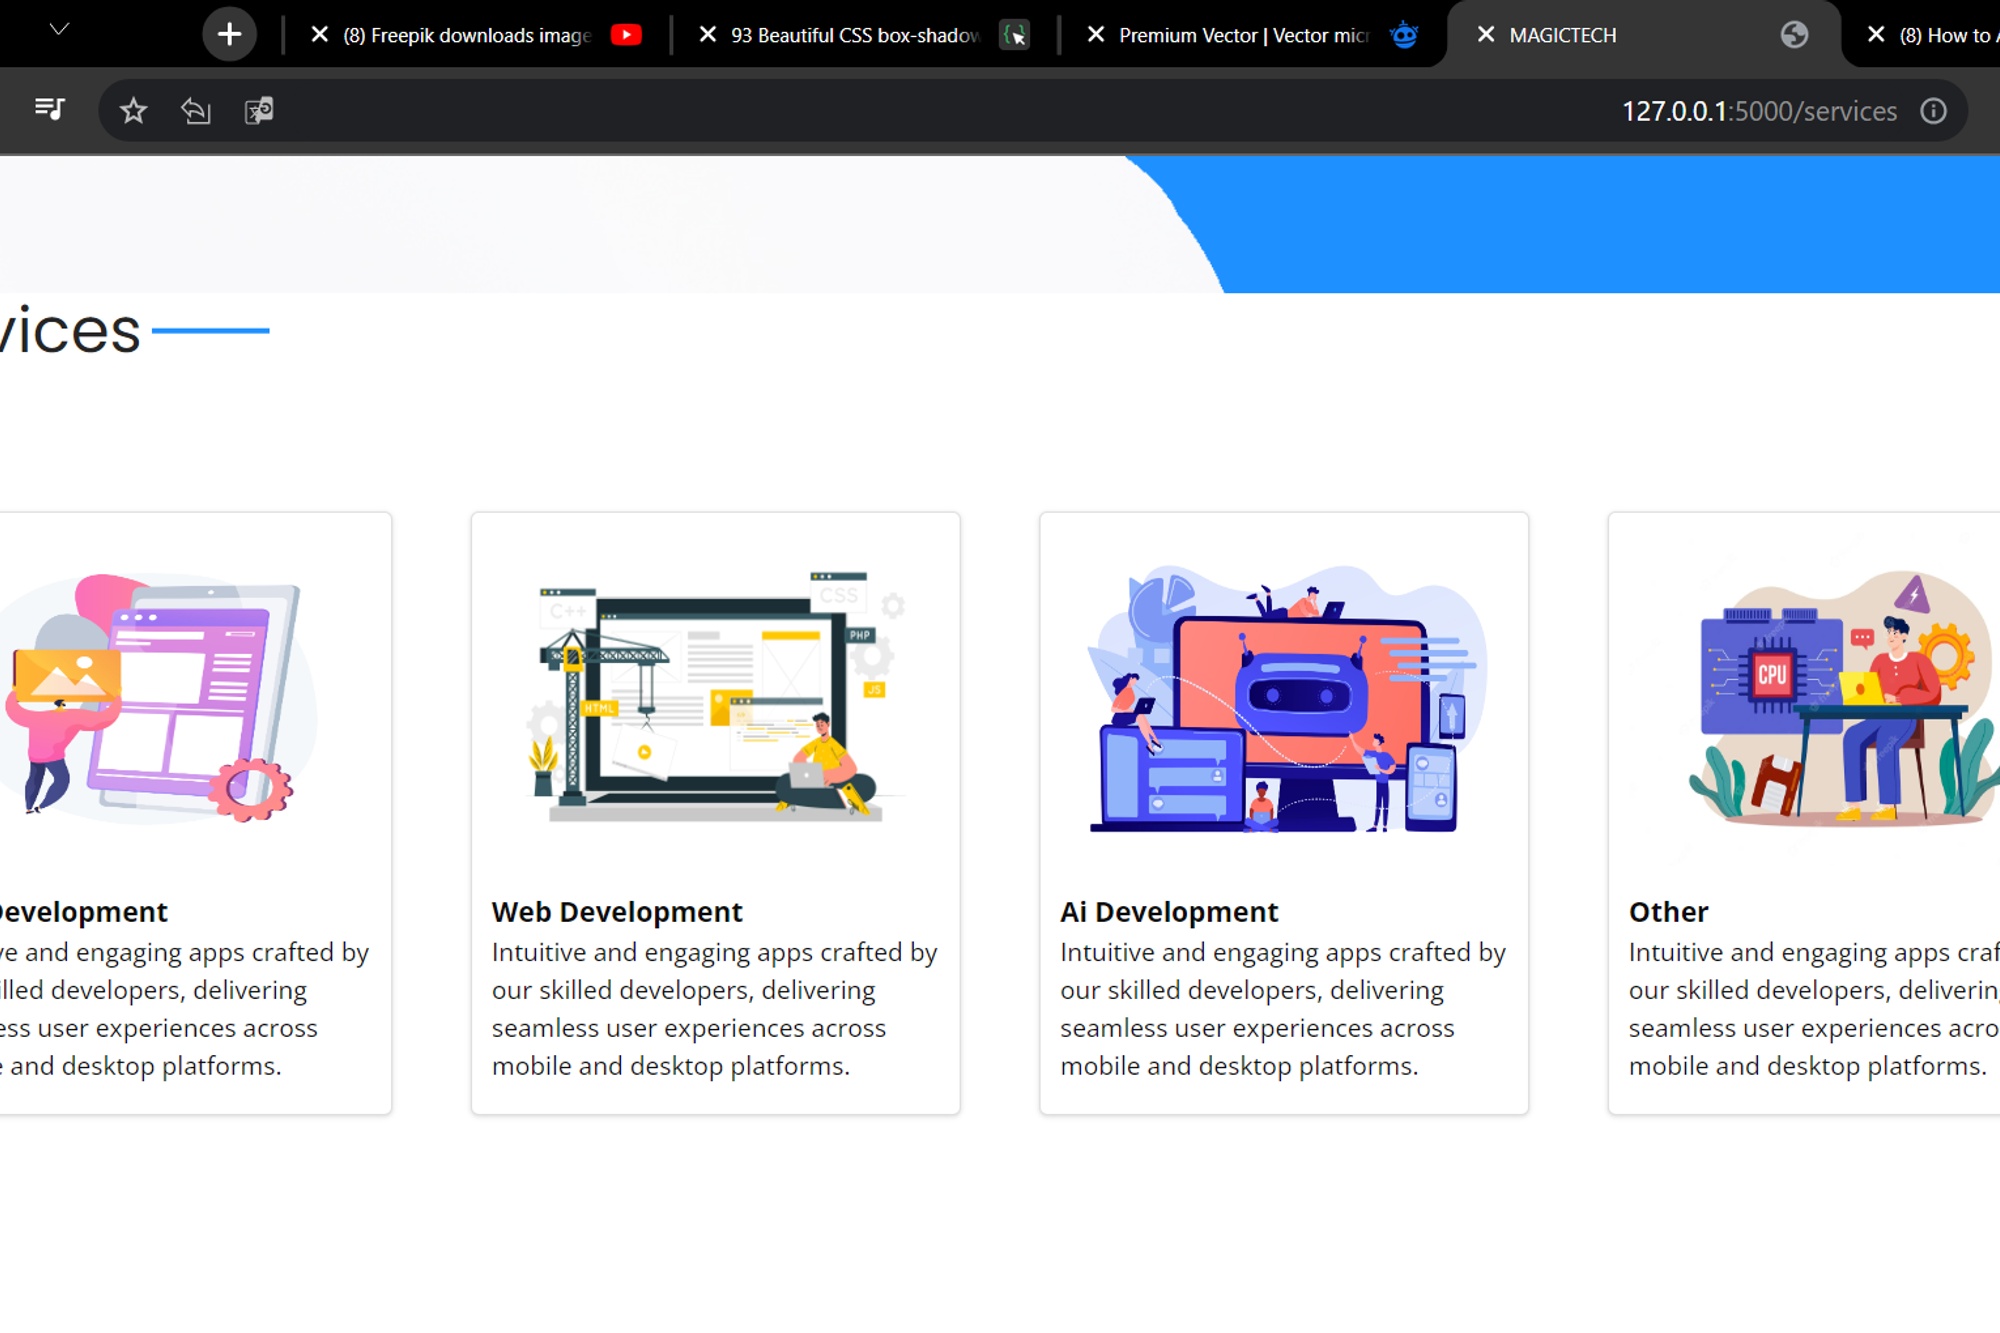 (8) Freepik downloads image
93 Beautiful CSS box-shadow
Premium Vector | Vector micr
MAGICTECH
(8) How to
127.0.0.1:5000/services
vices
C++
CSS
PHP
JS
HTML
CPU
Development
ve and engaging apps crafted by
illed developers, delivering
ess user experiences across
e and desktop platforms.
Web Development
Intuitive and engaging apps crafted by
our skilled developers, delivering
seamless user experiences across
mobile and desktop platforms.
Ai Development
Intuitive and engaging apps crafted by
our skilled developers, delivering
seamless user experiences across
mobile and desktop platforms.
Other
Intuitive and engaging apps craf
our skilled developers, delivering
seamless user experiences acro
mobile and desktop platforms.